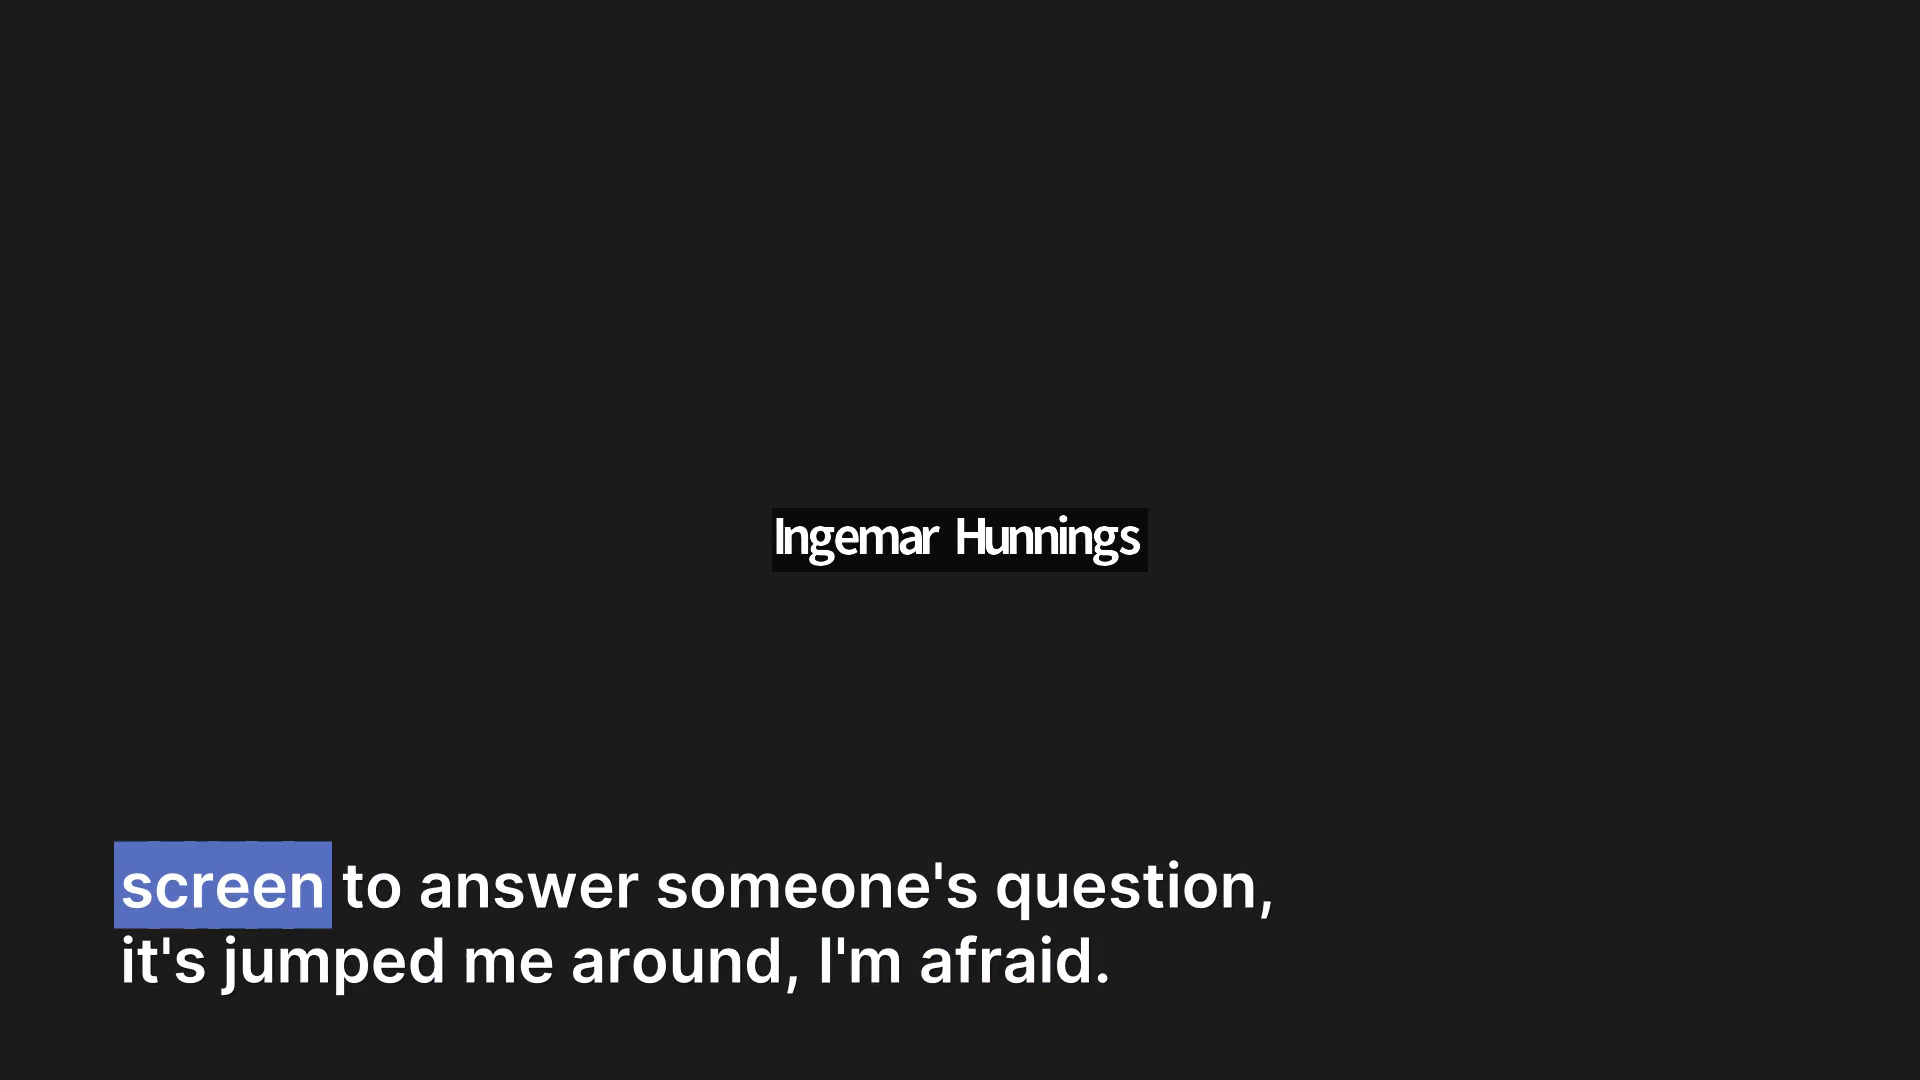 Ingemar Hunnings
screen to answer someone's question,
it's jumped me around, I'm afraid.